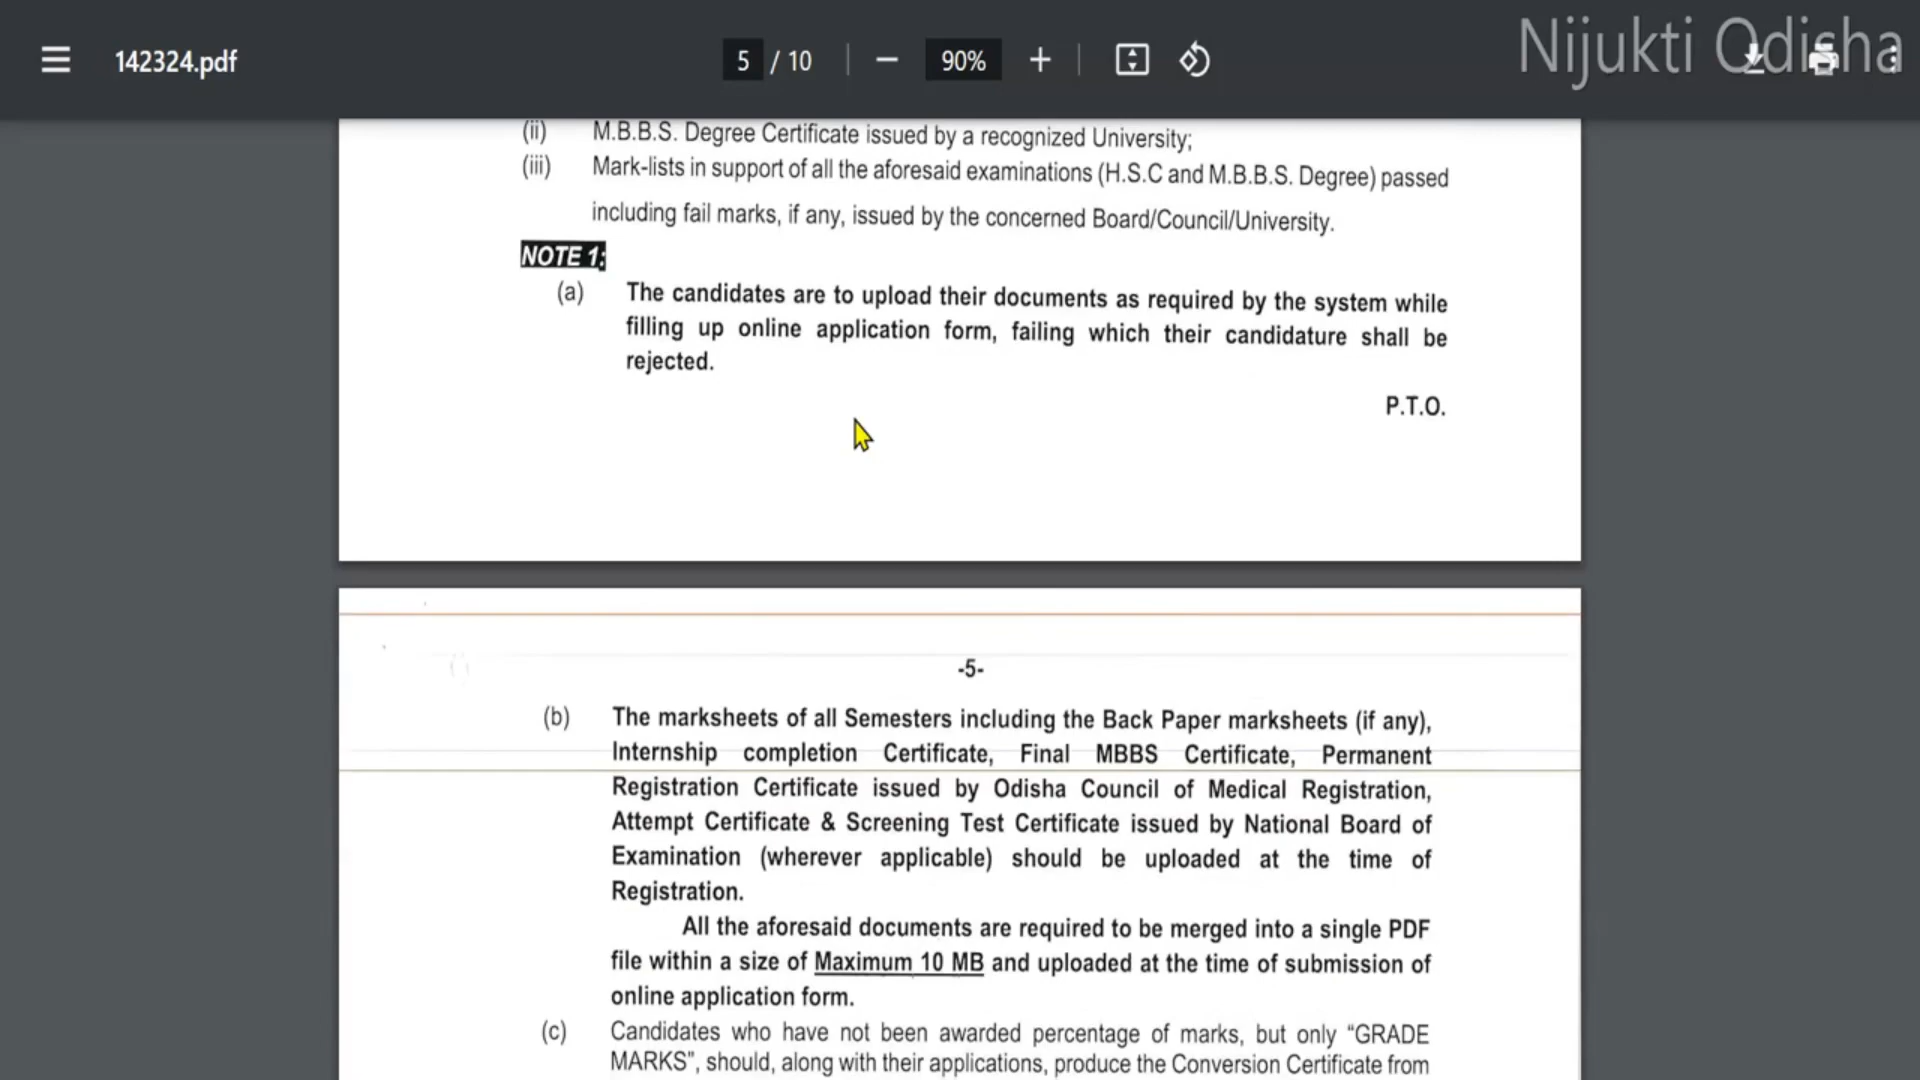 142324.pdf
5 / 10
90%
Nijukti Odisha
(ii) M.B.B.S. Degree Certificate issued by a recognized University;
(iii) Mark-lists in support of all the aforesaid examinations (H.S.C and M.B.B.S. Degree) passed
including fail marks, if any, issued by the concerned Board/Council/University.
NOTE 1:
(a) The candidates are to upload their documents as required by the system while
filling up online application form, failing which their candidature shall be
rejected.
P.T.O.
-5-
(b) The marksheets of all Semesters including the Back Paper marksheets (if any),
Internship completion Certificate, Final MBBS Certificate, Permanent
Registration Certificate issued by Odisha Council of Medical Registration,
Attempt Certificate & Screening Test Certificate issued by National Board of
Examination (wherever applicable) should be uploaded at the time of
Registration.
All the aforesaid documents are required to be merged into a single PDF
file within a size of Maximum 10 MB and uploaded at the time of submission of
online application form.
(c) Candidates who have not been awarded percentage of marks, but only “GRADE
MARKS”, should, along with their applications, produce the Conversion Certificate from